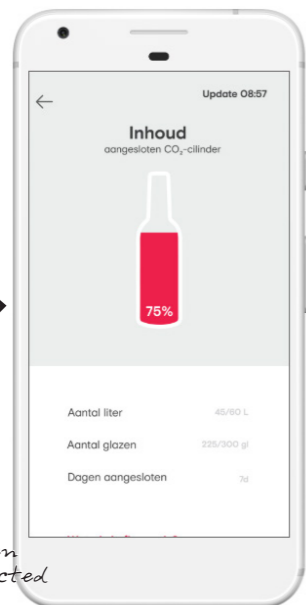 Update 08:57
Inhoud
aangesloten CO₂-cilinder
75%
Aantal liter 45/60 L
Aantal glazen 225/300 gl
Dagen aangesloten 7d